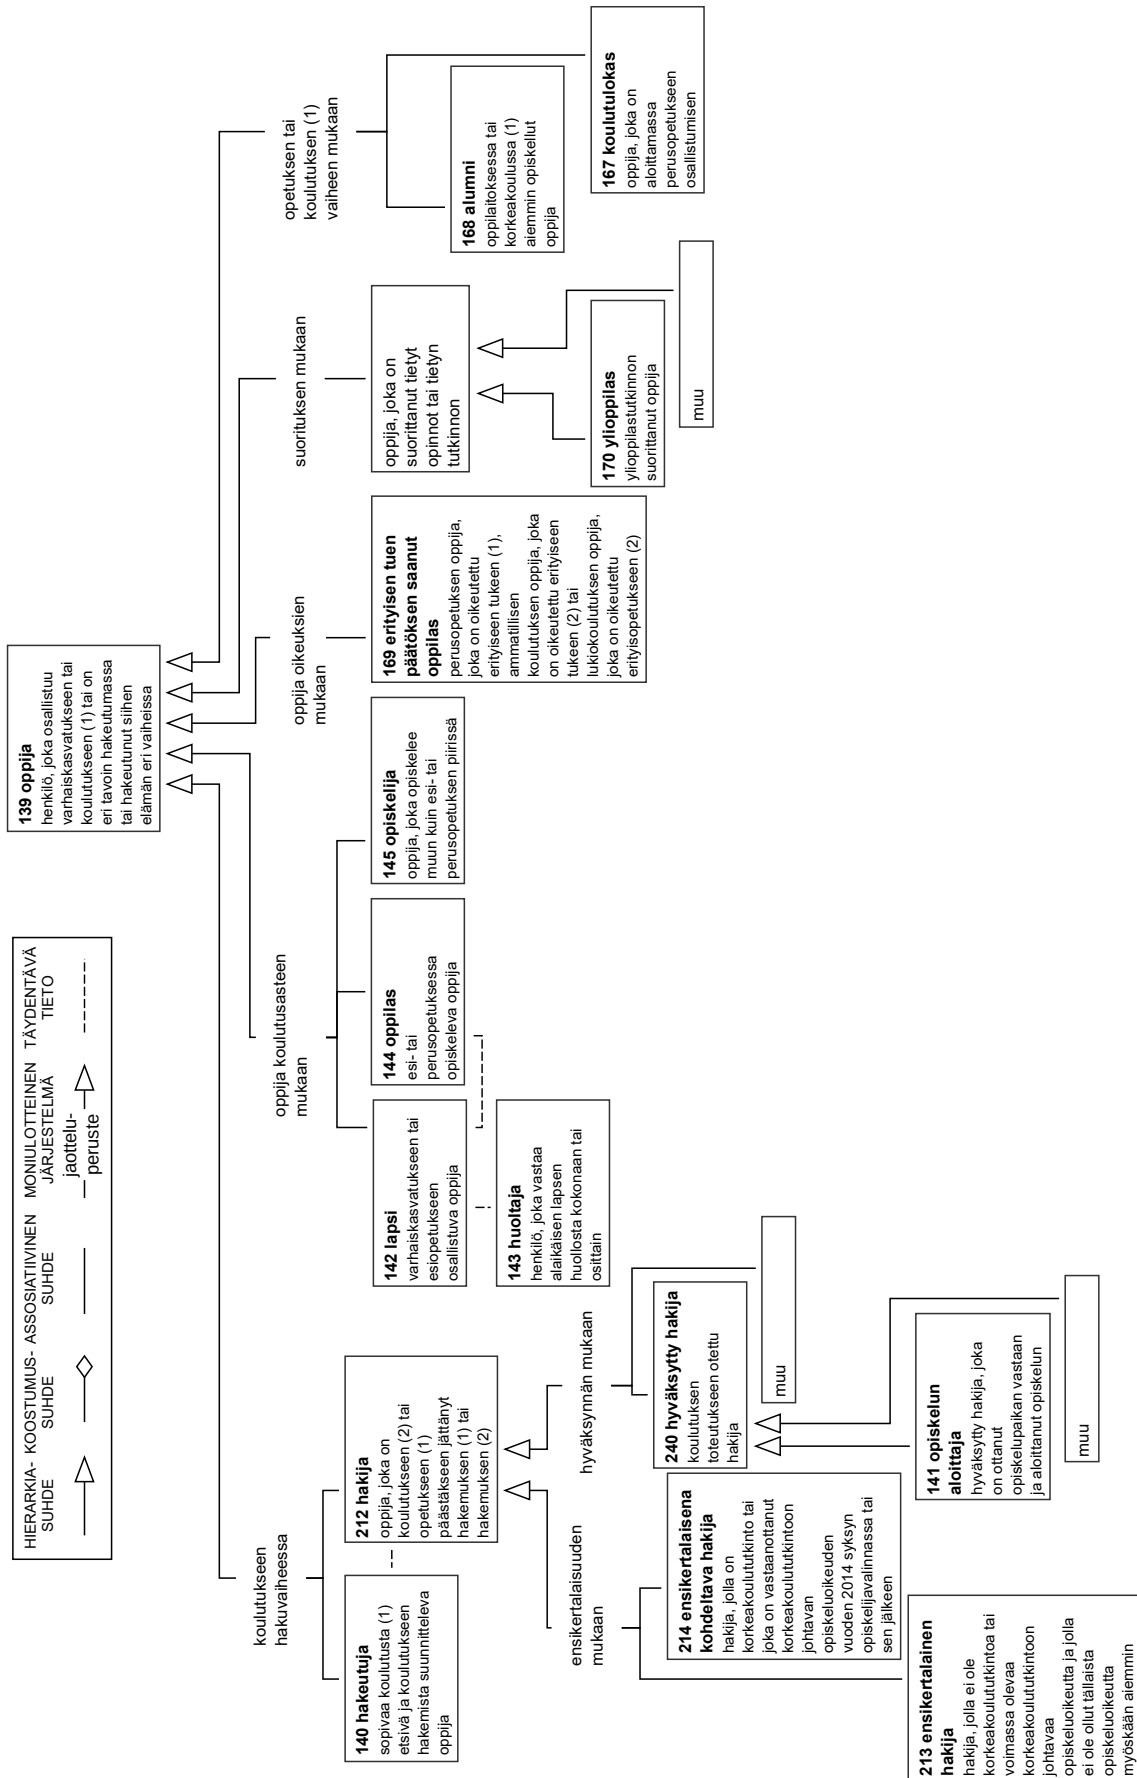 HIERARKIA-
SUHDE
KOOSTUMUS-
SUHDE
ASSOSIATIIVINEN
SUHDE
MONIULOTTEINEN
JÄRJESTELMÄ
jaottelu-
peruste
TÄYDENTÄVÄ
TIETO
139 oppija
henkilö, joka osallistuu
varhaiskasvatukseen tai
koulutukseen (1) tai on
eri tavoin hakeutumassa
tai hakeutunut siihen
elämän eri vaiheissa
koulutukseen
hakuvaiheessa
oppija koulutusasteen
mukaan
oppija oikeuksien
mukaan
suorituksen mukaan
opetuksen tai
koulutuksen (1)
vaiheen mukaan
140 hakeutuja
sopivaa koulutusta (1)
etsivä ja koulutukseen
hakemista suunnitteleva
oppija
212 hakija
oppija, joka on
koulutukseen (2) tai
opetukseen (1)
päästäkseen jättänyt
hakemuksen (1) tai
hakemuksen (2)
142 lapsi
varhaiskasvatukseen tai
esiopetukseen
osallistuva oppija
144 oppilas
esi- tai
perusopetuksessa
opiskeleva oppija
145 opiskelija
oppija, joka opiskelee
muun kuin esi- tai
perusopetuksen piirissä
169 erityisen tuen
päätöksen saanut
oppilas
perusopetuksen oppija,
joka on oikeutettu
erityiseen tukeen (1),
ammatillisen
koulutuksen oppija, joka
on oikeutettu erityiseen
tukeen (2) tai
lukiokoulutuksen oppija,
joka on oikeutettu
erityisopetukseen (2)
oppija, joka on
suorittanut tietyt
opinnot tai tietyn
tutkinnon
168 alumni
oppilaitoksessa tai
korkeakoulussa (1)
aiemmin opiskellut
oppija
167 koulutulokas
oppija, joka on
aloittamassa
perusopetukseen
osallistumisen
143 huoltaja
henkilö, joka vastaa
alaikäisen lapsen
huollosta kokonaan tai
osittain
170 ylioppilas
ylioppilastutkinnon
suorittanut oppija
muu
ensikertalaisuuden
mukaan
hyväksynnän mukaan
214 ensikertalaisena
kohdeltava hakija
hakija, jolla on
korkeakoulututkinto tai
joka on vastaanottanut
korkeakoulututkintoon
johtavan
opiskeluoikeuden
vuoden 2014 syksyn
opiskelijavalinnassa tai
sen jälkeen
240 hyväksytty hakija
koulutuksen
toteutukseen otettu
hakija
muu
213 ensikertalainen
hakija
hakija, jolla ei ole
korkeakoulututkintoa tai
voimassa olevaa
korkeakoulututkintoon
johtavaa
opiskeluoikeutta ja jolla
ei ole ollut tällaista
opiskeluoikeutta
myöskään aiemmin
141 opiskelun
aloittaja
hyväksytty hakija, joka
on ottanut
opiskelupaikan vastaan
ja aloittanut opiskelun
muu